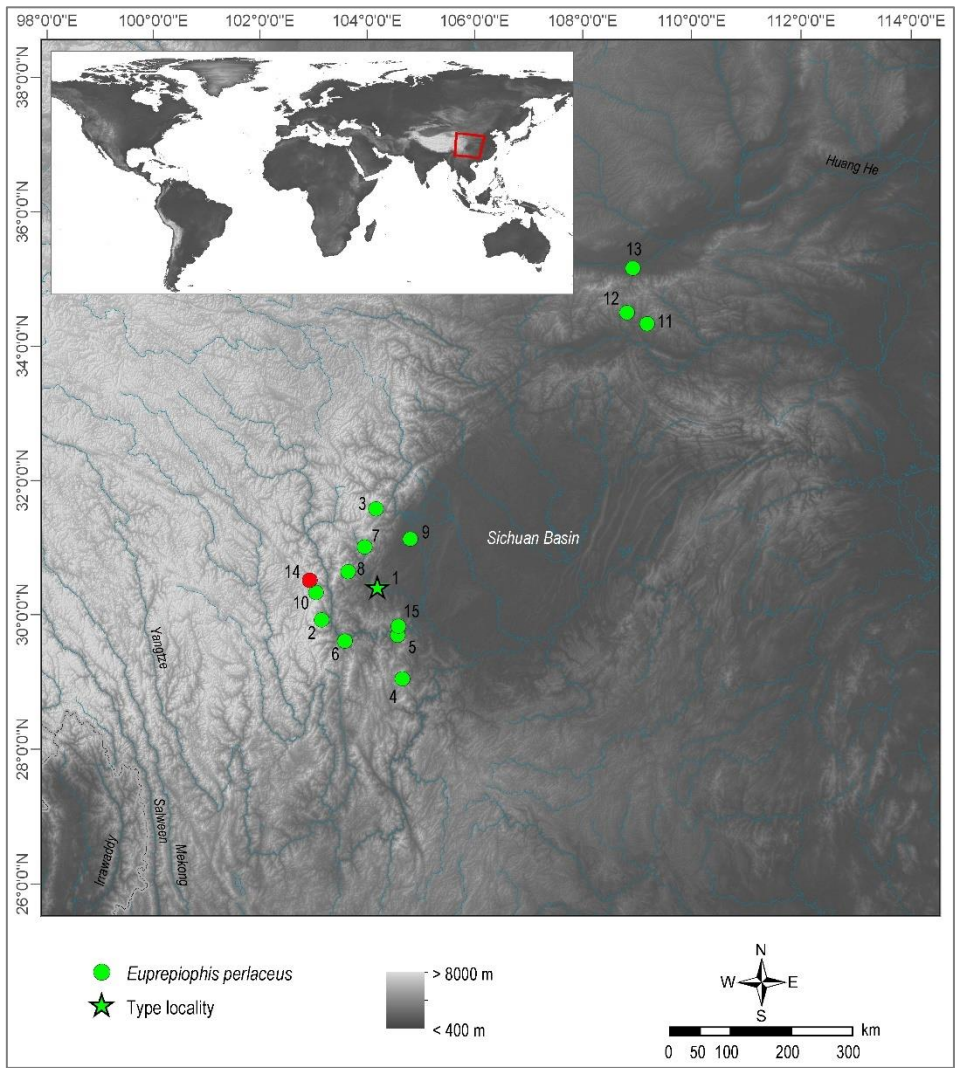 98°0'0"E 100°0'0"E 102°0'0"E 104°0'0"E 106°0'0"E 108°0'0"E 110°0'0"E 112°0'0"E 114°0'0"E
38°0'0"N
36°0'0"N
34°0'0"N
32°0'0"N
30°0'0"N
28°0'0"N
26°0'0"N
Huang He
13
12
11
3
9
7
Sichuan Basin
8
14
1
10
15
2
6
5
4
Yangtze
Salween
Mekong
Irrawaddy
Euprepiophis perlaceus
Type locality
> 8000 m
< 400 m
N
W E
S
km
0 50 100 200 300